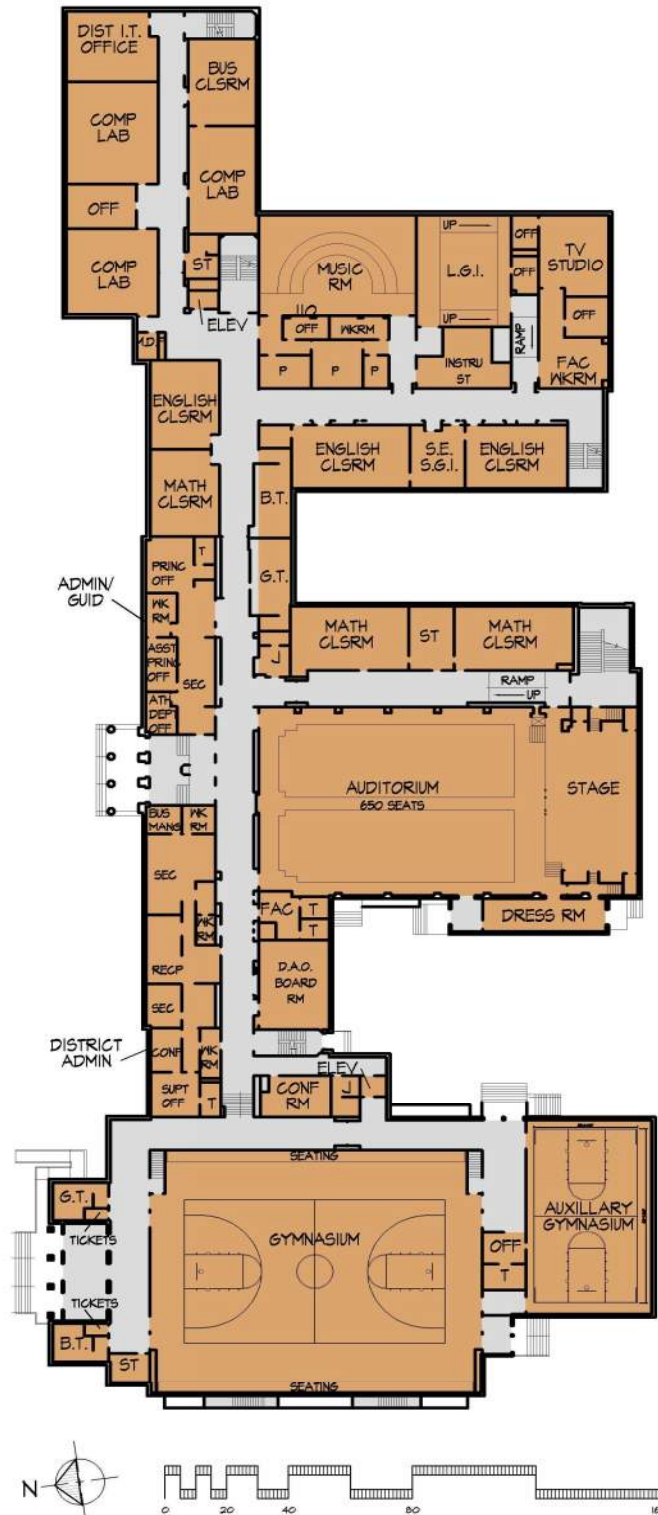 DIST I.T.
OFFICE
BUS
CLSRM
COMP
LAB
COMP
LAB
OFF
COMP
LAB
ST
ELEV
MUSIC
RM
110
OFF
WKRM
P
P
P
UP
L.G.I.
UP
INSTRU
ST
OFF
OFF
RAMP
TV
STUDIO
OFF
FAC
WKRM
ENGLISH
CLSRM
ENGLISH
CLSRM
S.E.
S.G.I.
ENGLISH
CLSRM
MATH
CLSRM
B.T.
G.T.
ADMIN/
GUID
PRINC
OFF
T
WK
RM
ASST
PRINC
OFF
SEC
ATH
DEPT
OFF
J
MATH
CLSRM
ST
MATH
CLSRM
RAMP
UP
AUDITORIUM
650 SEATS
STAGE
DRESS RM
BUS
MANG
WK
RM
SEC
WK
RM
RECP
SEC
FAC
T
T
D.A.O.
BOARD
RM
DISTRICT
ADMIN
CONF
WK
RM
SUPT
OFF
T
CONF
RM
J
ELEV
SEATING
GYMNASIUM
SEATING
G.T.
TICKETS
TICKETS
B.T.
ST
OFF
T
AUXILLARY
GYMNASIUM
N
0 20 40 80